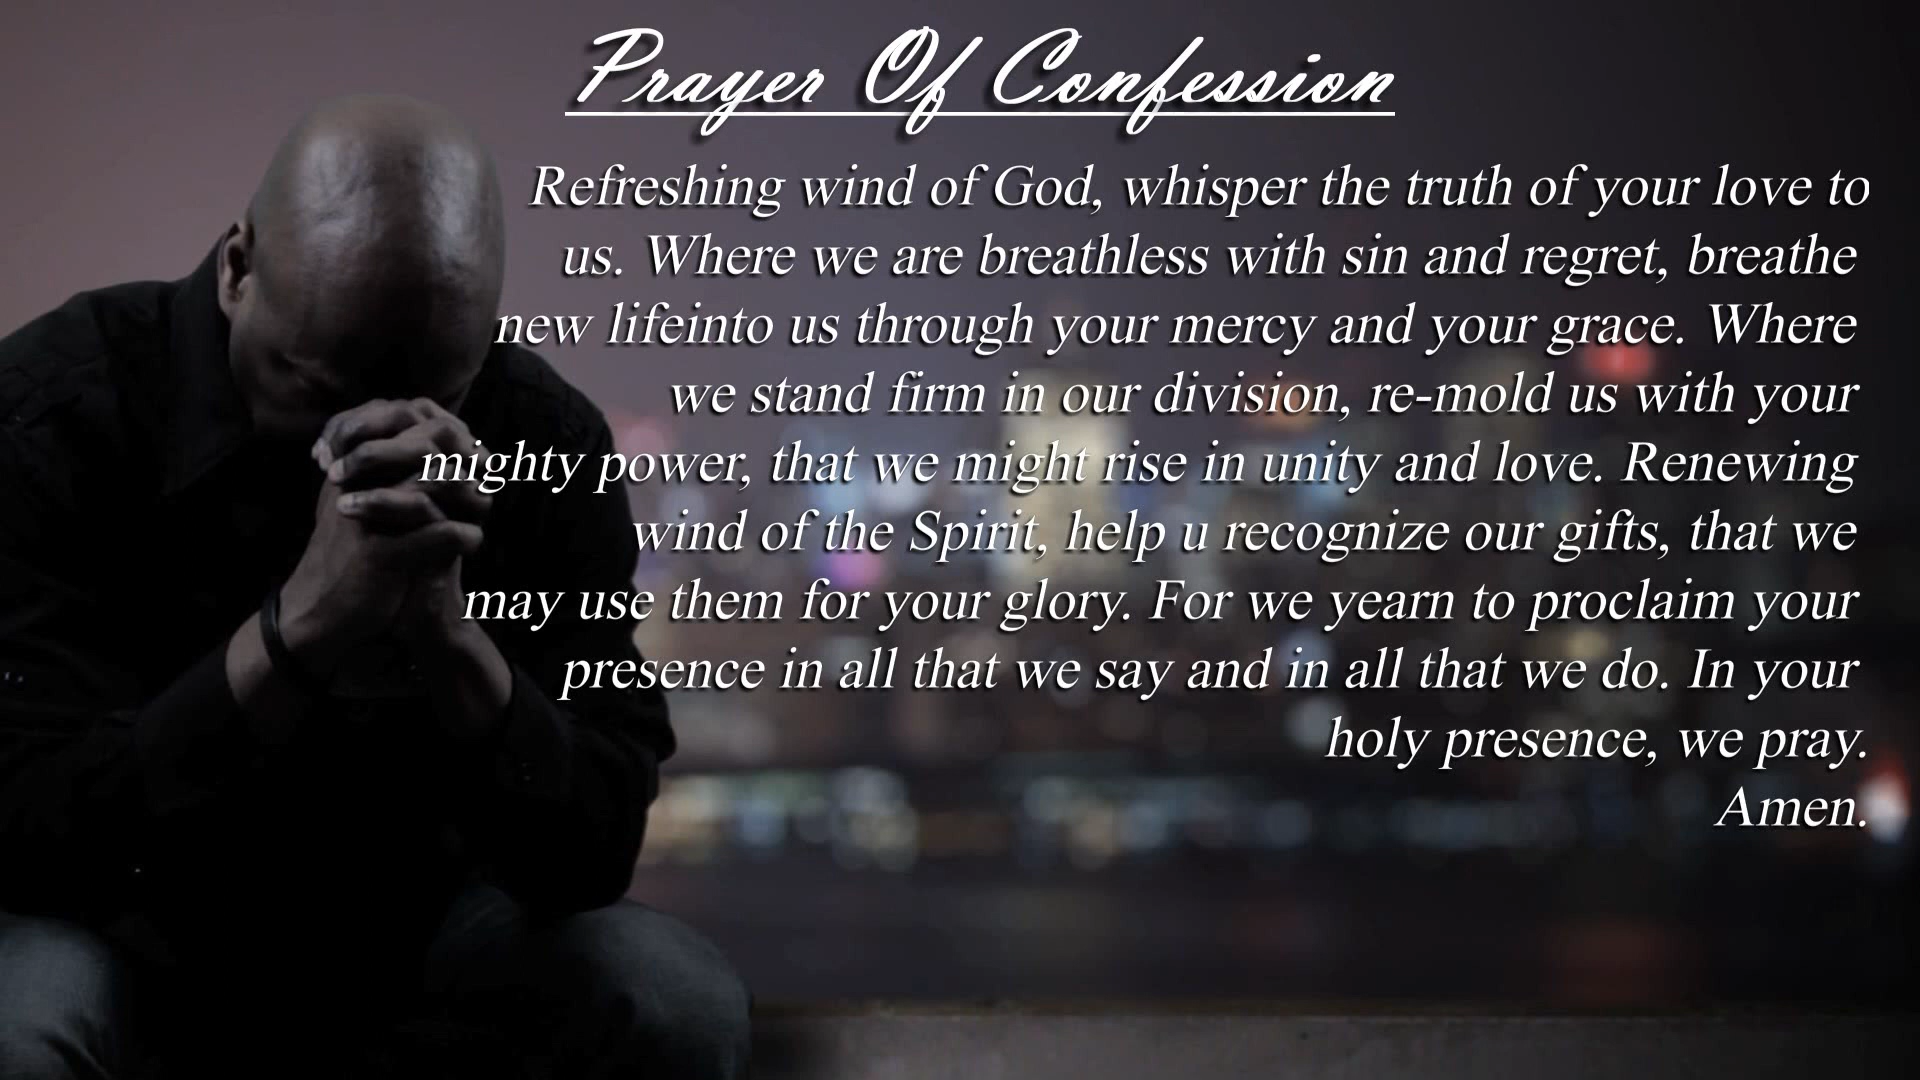 Prayer Of Confession
Refreshing wind of God, whisper the truth of your love to
us. Where we are breathless with sin and regret, breathe
new lifeinto us through your mercy and your grace. Where
we stand firm in our division, re-mold us with your
mighty power, that we might rise in unity and love. Renewing
wind of the Spirit, help u recognize our gifts, that we
may use them for your glory. For we yearn to proclaim your
presence in all that we say and in all that we do. In your
holy presence, we pray.
Amen.